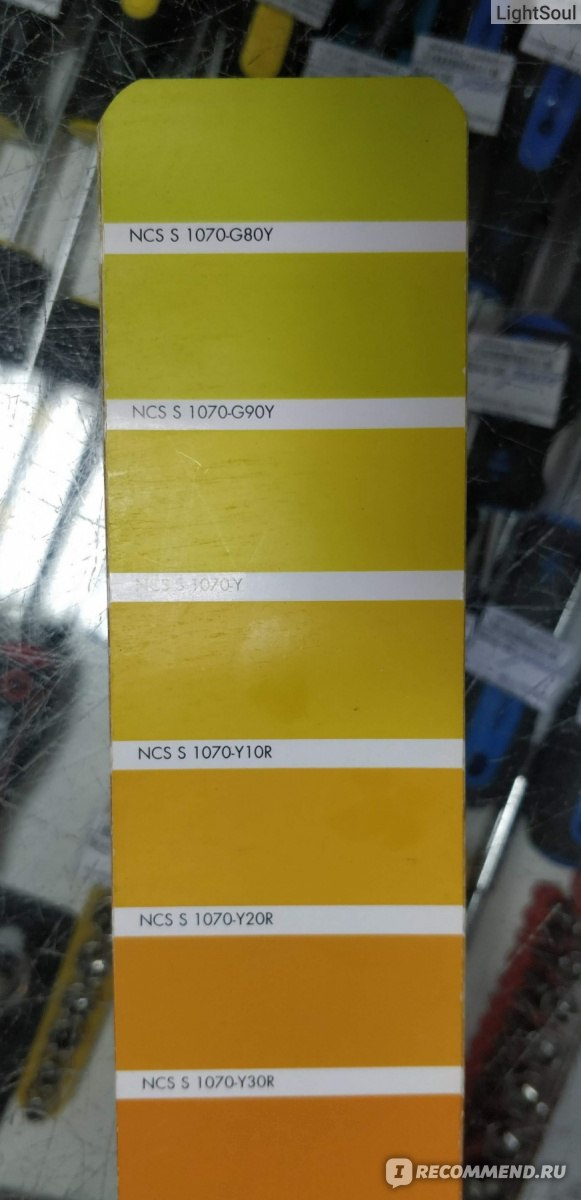 LightSoul
NCS S 1070-G80Y
NCS S 1070-G90Y
NCS S 1070-Y
NCS S 1070-Y10R
NCS S 1070-Y20R
NCS S 1070-Y30R
IRECOMMEND.RU